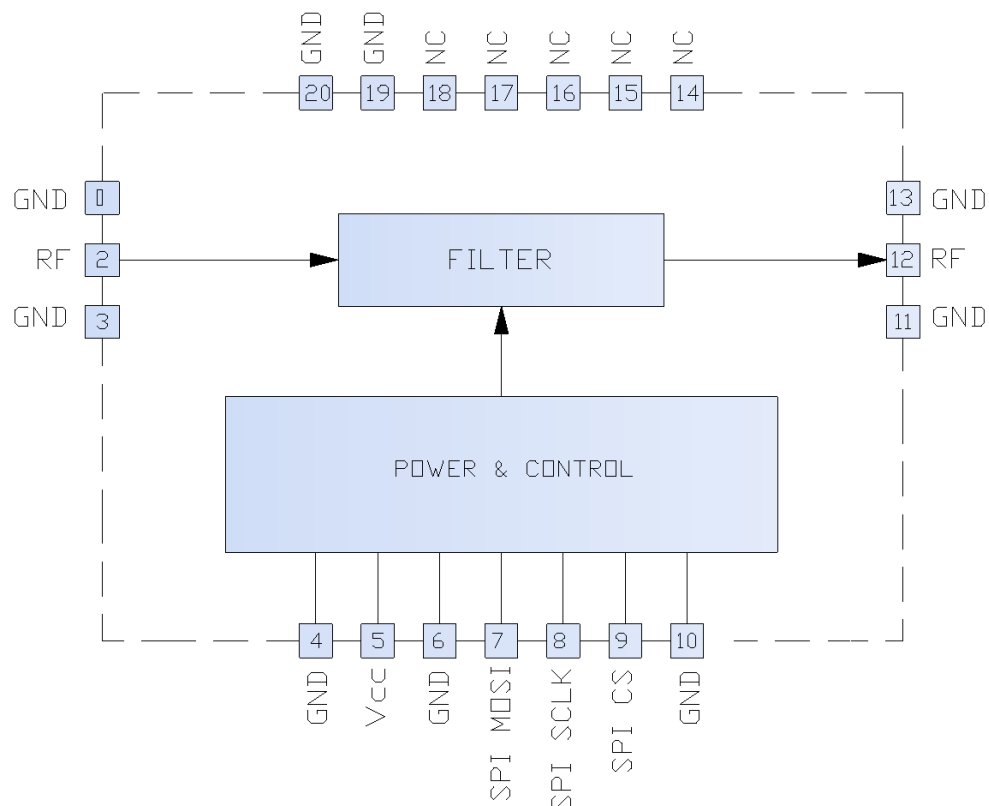 GND
GND
NC
NC
NC
NC
NC
20
19
18
17
16
15
14
GND
13
GND
RF
2
FILTER
12
RF
GND
3
11
GND
POWER & CONTROL
4
5
6
7
8
9
10
GND
Vcc
GND
SPI MOSI
SPI SCLK
SPI CS
GND